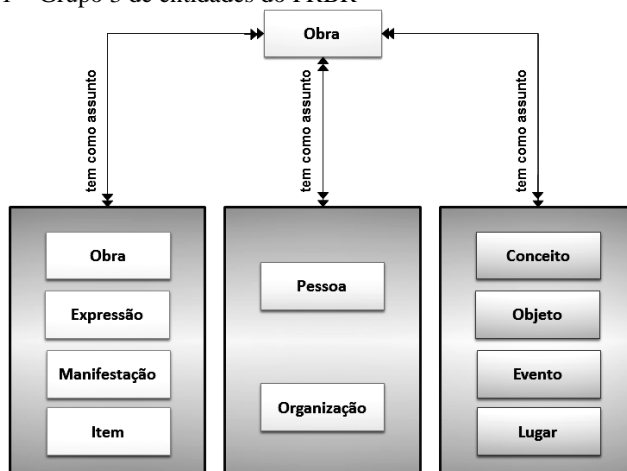 Grupo 3 de entidades do FRBR
Obra
tem como assunto
tem como assunto
tem como assunto
Obra
Expressão
Manifestação
Item
Pessoa
Organização
Conceito
Objeto
Evento
Lugar